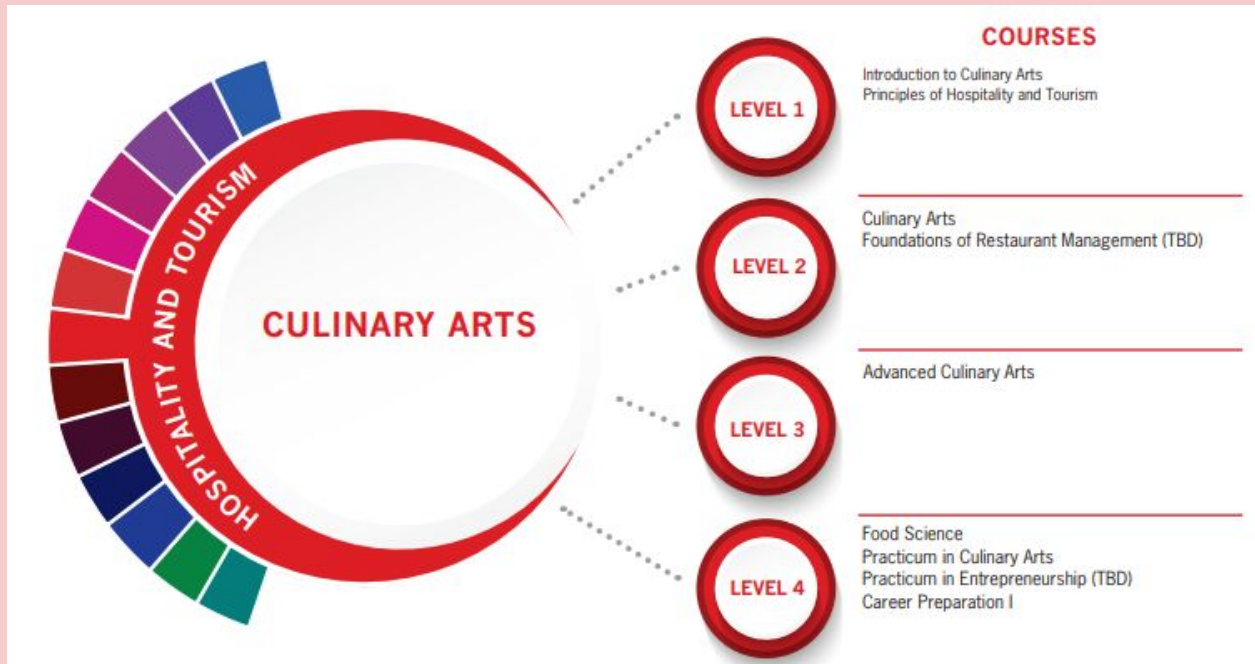 HOSPITALITY AND TOURISM
CULINARY ARTS
COURSES
LEVEL 1
Introduction to Culinary Arts
Principles of Hospitality and Tourism
LEVEL 2
Culinary Arts
Foundations of Restaurant Management (TBD)
LEVEL 3
Advanced Culinary Arts
LEVEL 4
Food Science
Practicum in Culinary Arts
Practicum in Entrepreneurship (TBD)
Career Preparation I